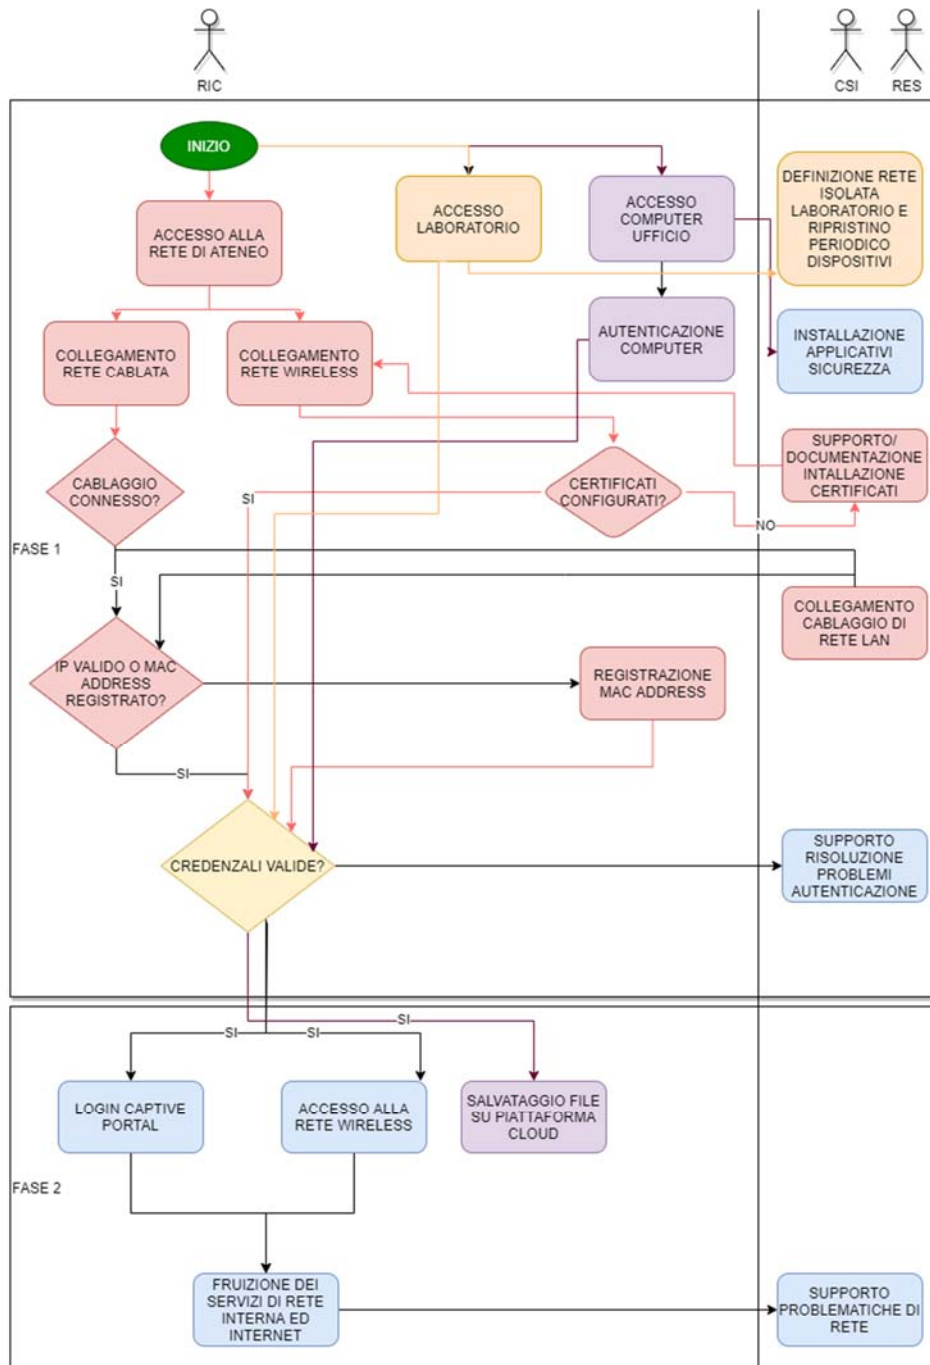 RIC
CSI
RES
INIZIO
ACCESSO ALLA
RETE DI ATENEO
ACCESSO
LABORATORIO
ACCESSO
COMPUTER
UFFICIO
DEFINIZIONE RETE
ISOLATA
LABORATORIO E
RIPRISTINO
PERIODICO
DISPOSITIVI
COLLEGAMENTO
RETE CABLATA
COLLEGAMENTO
RETE WIRELESS
AUTENTICAZIONE
COMPUTER
INSTALLAZIONE
APPLICATIVI
SICUREZZA
CABLAGGIO
CONNESSO?
SI
CERTIFICATI
CONFIGURATI?
NO
SUPPORTO/
DOCUMENTAZIONE
INTALLAZIONE
CERTIFICATI
FASE 1
SI
COLLEGAMENTO
CABLAGGIO DI
RETE LAN
IP VALIDO O MAC
ADDRESS
REGISTRATO?
REGISTRAZIONE
MAC ADDRESS
SI
CREDENZALI VALIDE?
SUPPORTO
RISOLUZIONE
PROBLEMI
AUTENTICAZIONE
SI
SI
SI
LOGIN CAPTIVE
PORTAL
ACCESSO ALLA
RETE WIRELESS
SALVATAGGIO FILE
SU PIATTAFORMA
CLOUD
FASE 2
FRUIZIONE DEI
SERVIZI DI RETE
INTERNA ED
INTERNET
SUPPORTO
PROBLEMATICHE DI
RETE